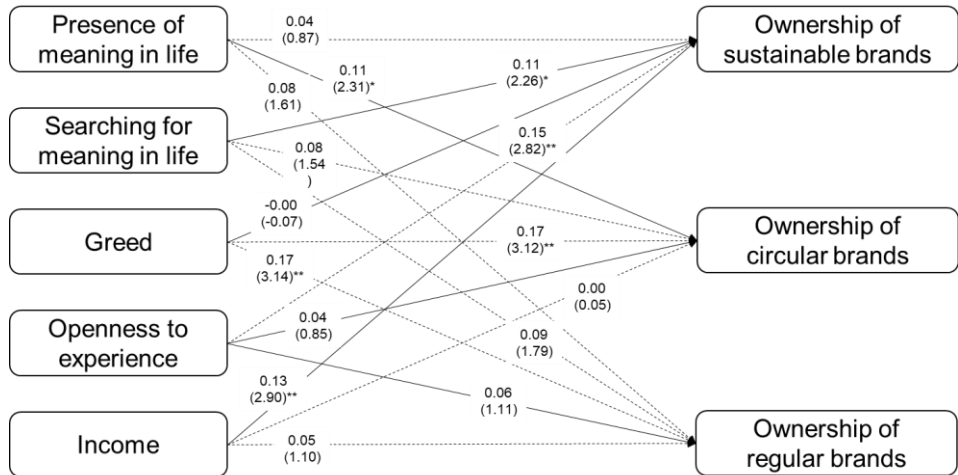 Presence of
meaning in life
Searching for
meaning in life
Greed
Openness to
experience
Income
0.04
(0.87)
0.11
(2.31)*
0.08
(1.61)
0.11
(2.26)*
0.15
(2.82)**
0.08
(1.54
)
-0.00
(-0.07)
0.17
(3.12)**
0.17
(3.14)**
0.00
(0.05)
0.04
(0.85)
0.09
(1.79)
0.13
(2.90)**
0.06
(1.11)
0.05
(1.10)
Ownership of
sustainable brands
Ownership of
circular brands
Ownership of
regular brands